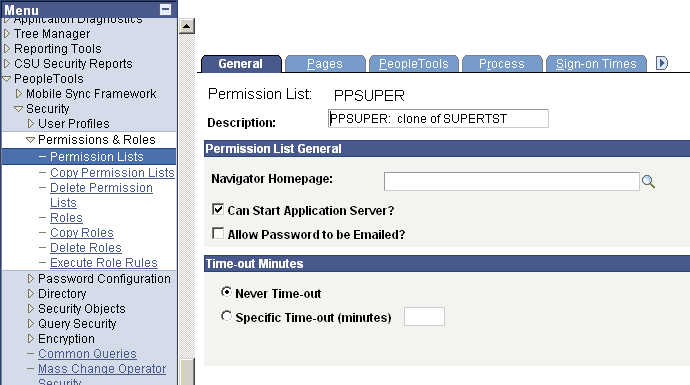 Menu
Application Diagnostics
Tree Manager
Reporting Tools
CSU Security Reports
PeopleTools
Mobile Sync Framework
Security
User Profiles
Permissions & Roles
Permission Lists
Copy Permission Lists
Delete Permission
Lists
Roles
Copy Roles
Delete Roles
Execute Role Rules
Password Configuration
Directory
Security Objects
Query Security
Encryption
Common Queries
Mass Change Operator
Security
General Pages PeopleTools Process Sign-on Times
Permission List: PPSUPER
Description: PPSUPER: clone of SUPERTST
Permission List General
Navigator Homepage:
Can Start Application Server?
Allow Password to be Emailed?
Time-out Minutes
Never Time-out
Specific Time-out (minutes)